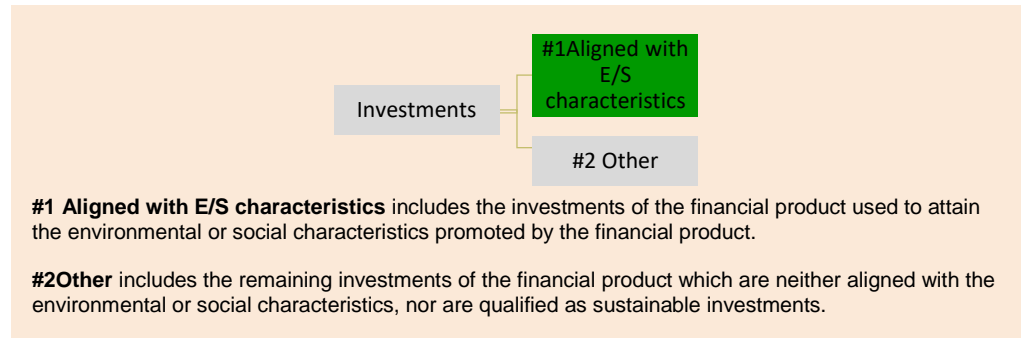 #1Aligned with
E/S
characteristics
Investments
#2 Other
#1 Aligned with E/S characteristics includes the investments of the financial product used to attain
the environmental or social characteristics promoted by the financial product.
#2Other includes the remaining investments of the financial product which are neither aligned with the
environmental or social characteristics, nor are qualified as sustainable investments.